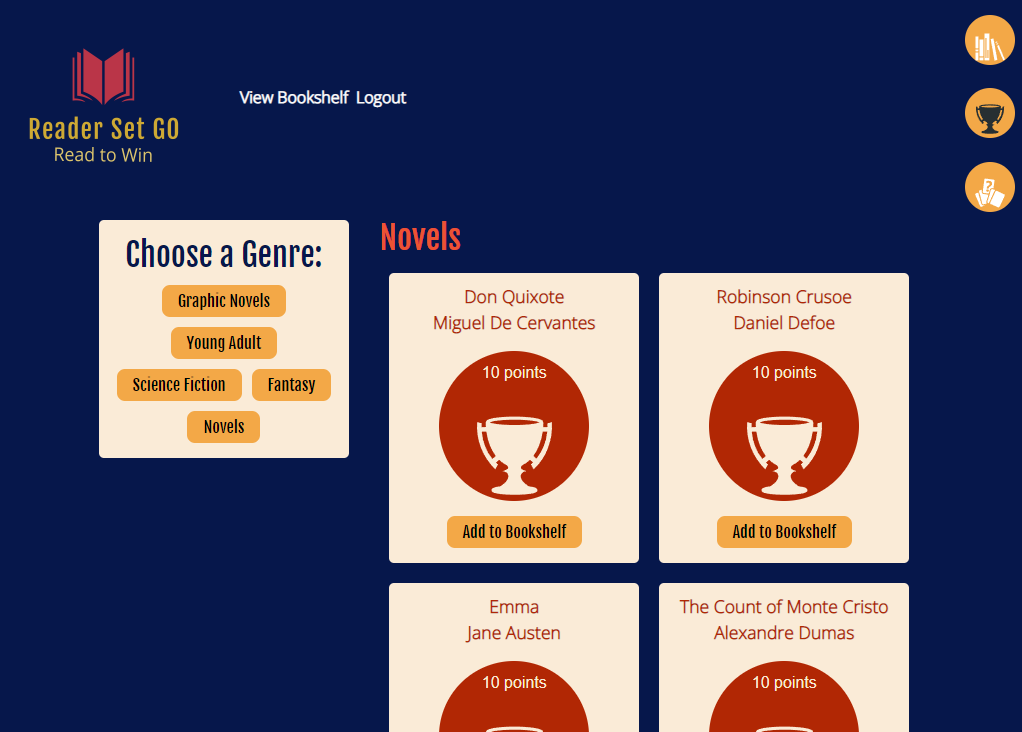 Reader Set GO
Read to Win
View Bookshelf Logout
?
Choose a Genre:
Graphic Novels
Young Adult
Science Fiction Fantasy
Novels
Novels
Don Quixote
Miguel De Cervantes
10 points
Add to Bookshelf
Robinson Crusoe
Daniel Defoe
10 points
Add to Bookshelf
Emma
Jane Austen
10 points
The Count of Monte Cristo
Alexandre Dumas
10 points